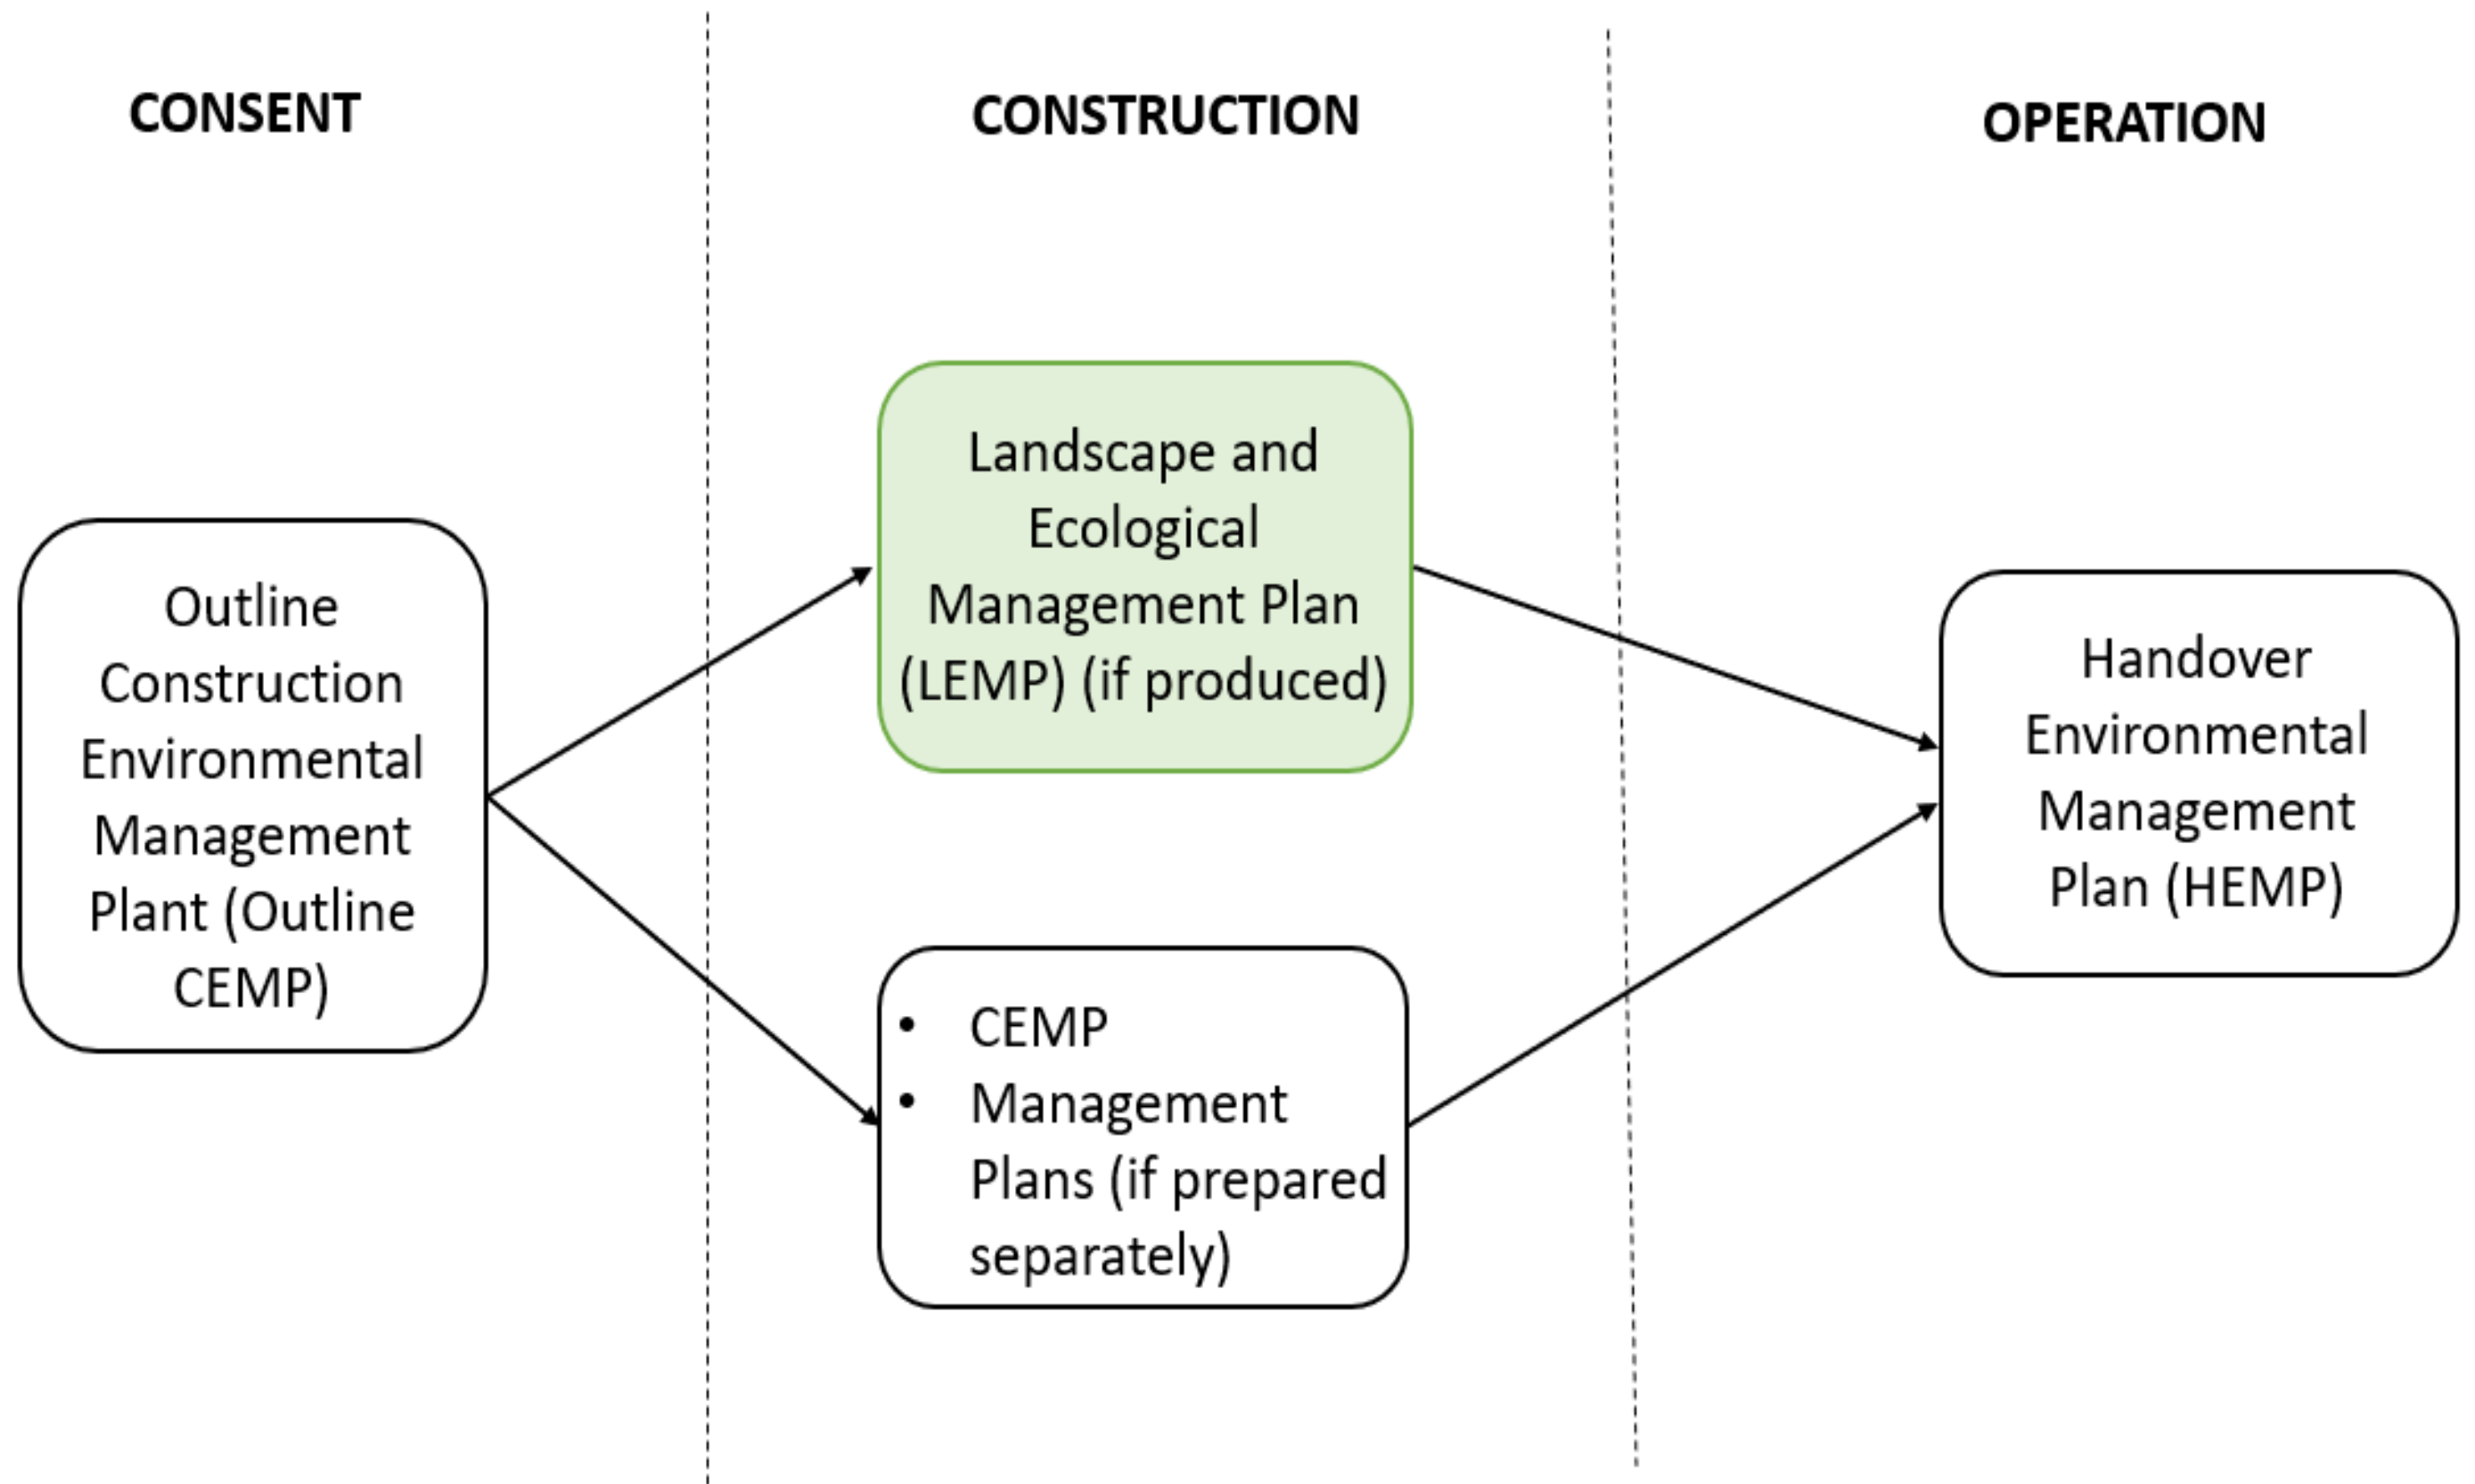 CONSENT
CONSTRUCTION
OPERATION
Outline
Construction
Environmental
Management
Plant (Outline
CEMP)
Landscape and
Ecological
Management Plan
(LEMP) (if produced)
• CEMP
• Management
Plans (if prepared
separately)
Handover
Environmental
Management
Plan (HEMP)